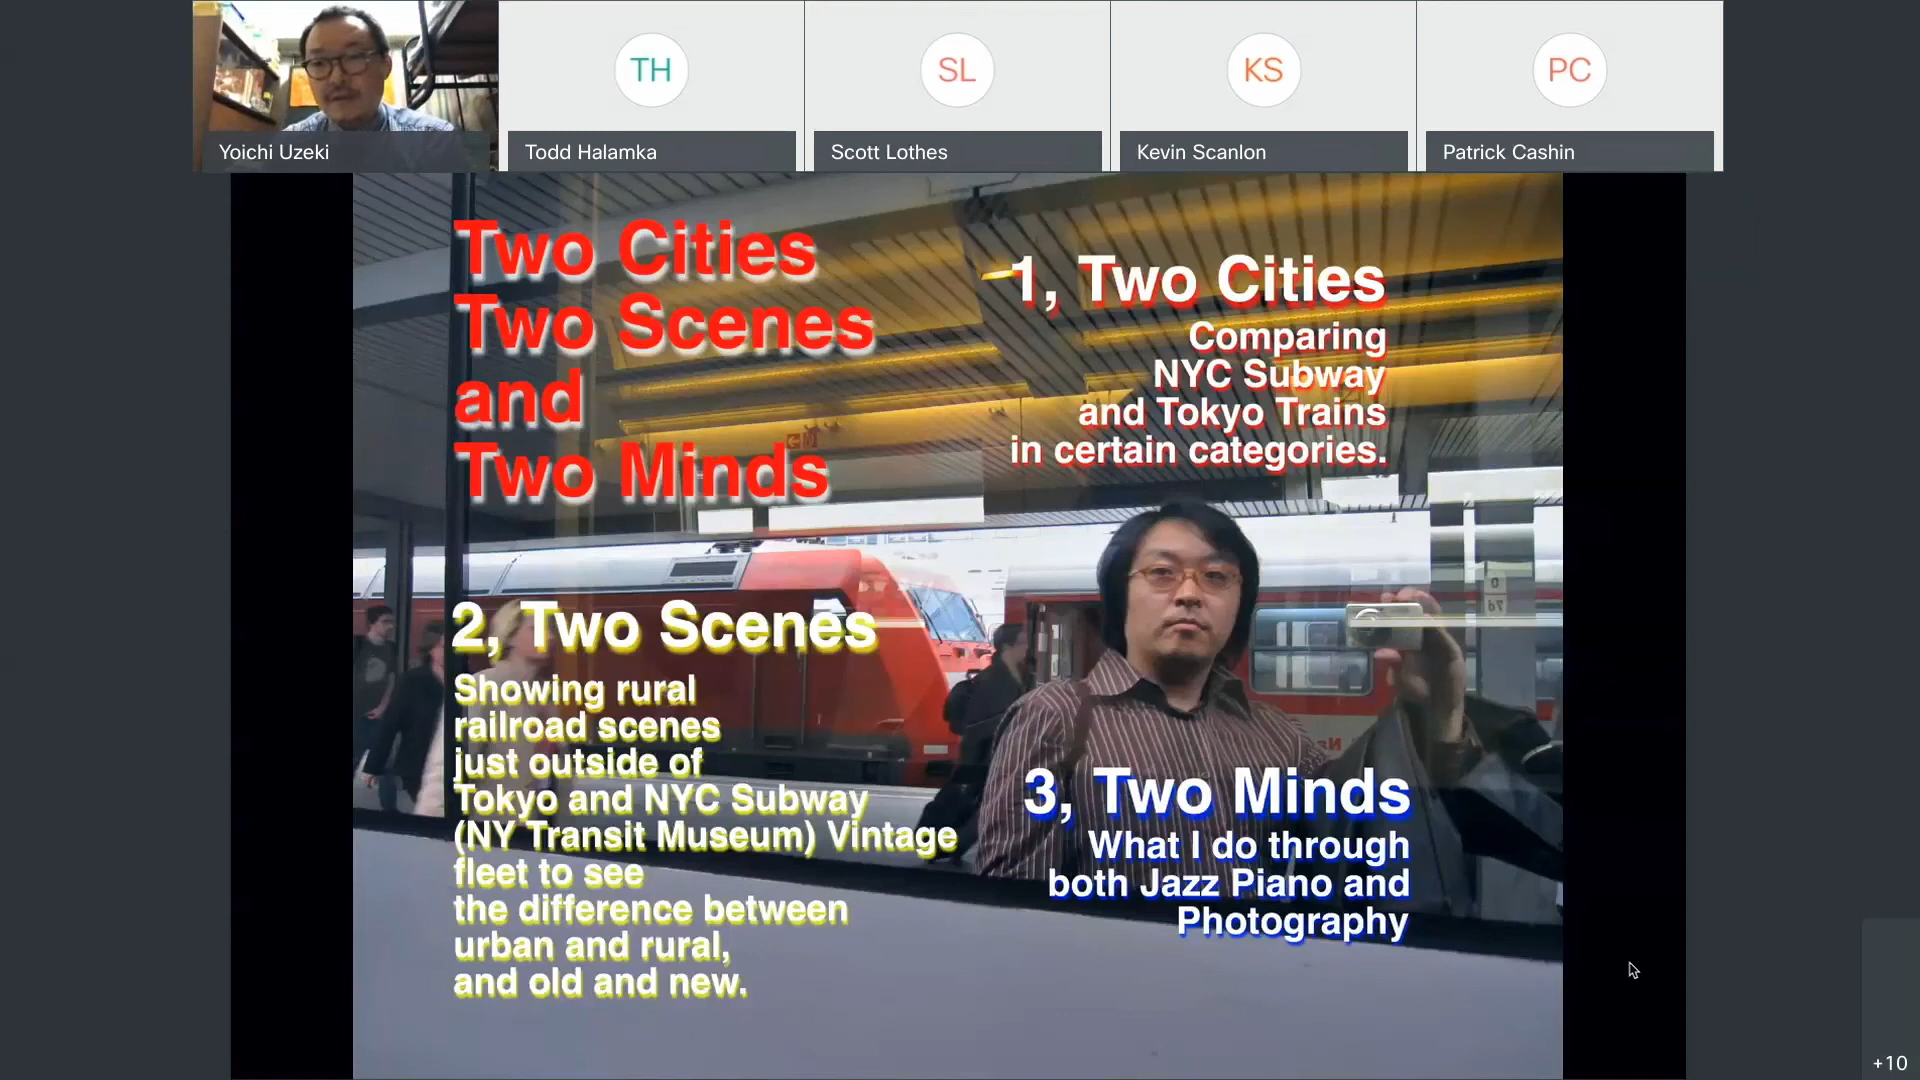 TH
SL
KS
PC
Yoichi Uzeki
Todd Halamka
Scott Lothes
Kevin Scanlon
Patrick Cashin
Two Cities
Two Scenes
and
Two Minds
1, Two Cities
Comparing
NYC Subway
and Tokyo Trains
in certain categories.
2, Two Scenes
Showing rural
railroad scenes
just outside of
Tokyo and NYC Subway
(NY Transit Museum) Vintage
fleet to see
the difference between
urban and rural,
and old and new.
3, Two Minds
What I do through
both Jazz Piano and
Photography
+10